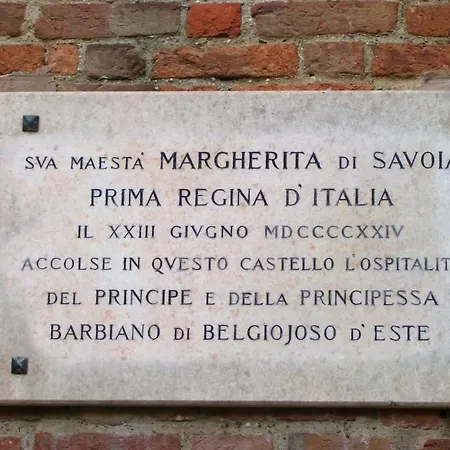 SVA MAESTA' MARGHERITA DI SAVOIA
PRIMA REGINA D'ITALIA
IL XXIII GIVGNO MDCCCCXXIV
ACCOLSE IN QVESTO CASTELLO L'OSPITALIT
DEL PRINCIPE E DELLA PRINCIPESSA
BARBIANO DI BELGIOJOSO D'ESTE